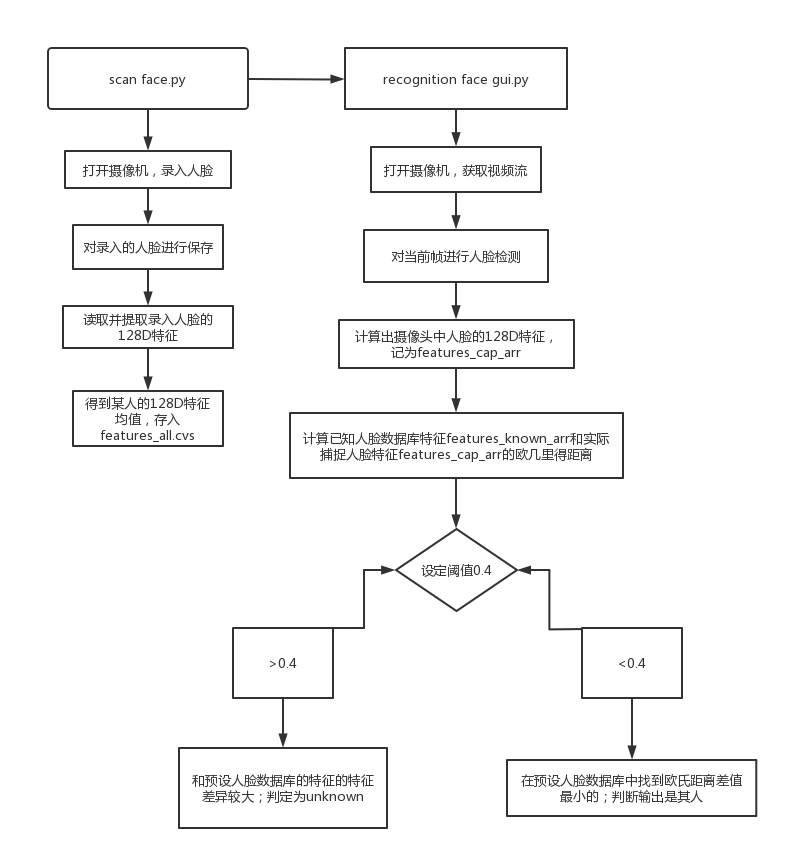 scan face.py
recognition face gui.py
打开摄像机，录入人脸
打开摄像机，获取视频流
对录入的人脸进行保存
对当前帧进行人脸检测
读取并提取录入人脸的
128D特征
计算出摄像头中人脸的128D特征，
记为features_cap_arr
得到某人的128D特征
均值，存入
features_all.cvs
计算已知人脸数据库特征features_known_arr和实际
捕捉人脸特征features_cap_arr的欧几里得距离
设定阈值0.4
>0.4
<0.4
和预设人脸数据库的特征的特征
差异较大；判定为unknown
在预设人脸数据库中找到欧氏距离差值
最小的；判断输出是其人